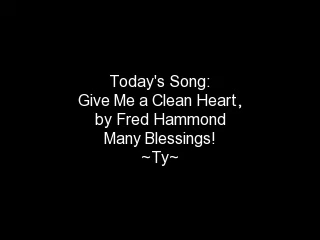 Today's Song:
Give Me a Clean Heart,
by Fred Hammond
Many Blessings!
~Ty~